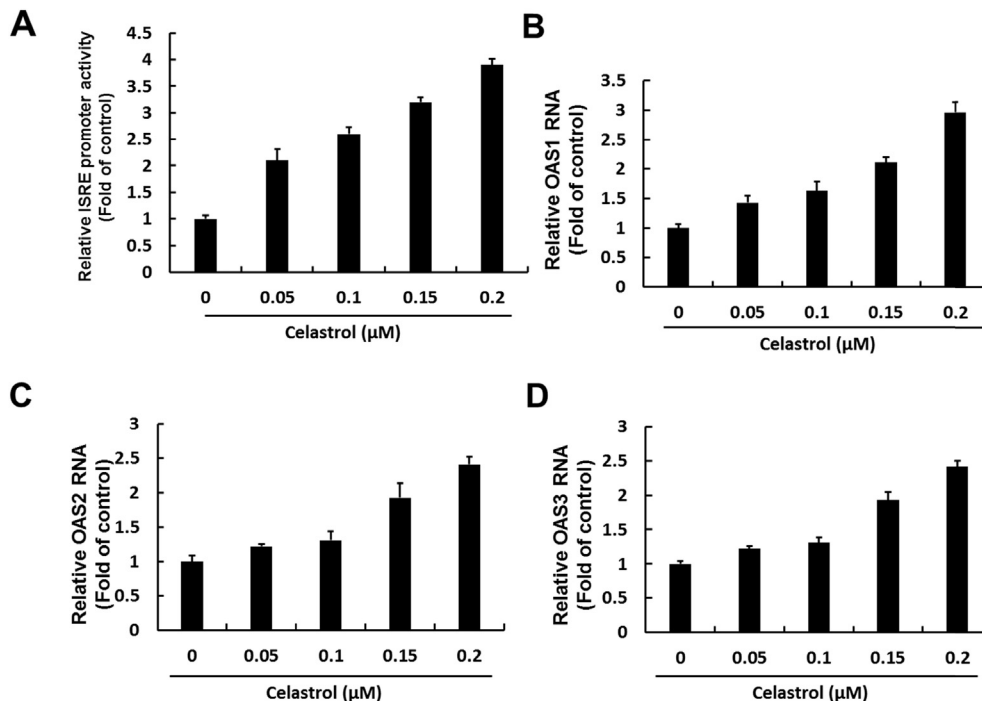 A
Relative ISRE promoter activity
(Fold of control)
4.5
4
3.5
3
2.5
2
1.5
1
0.5
0
0 0.05 0.1 0.15 0.2
Celastrol (μM)
B
Relative OAS1 RNA
(Fold of control)
3.5
3
2.5
2
1.5
1
0.5
0
0 0.05 0.1 0.15 0.2
Celastrol (μM)
C
Relative OAS2 RNA
(Fold of control)
3
2.5
2
1.5
1
0.5
0
0 0.05 0.1 0.15 0.2
Celastrol (μM)
D
Relative OAS3 RNA
(Fold of control)
3
2.5
2
1.5
1
0.5
0
0 0.05 0.1 0.15 0.2
Celastrol (μM)